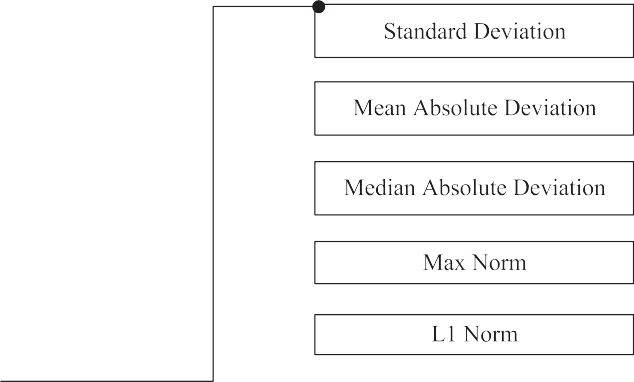 Standard Deviation
Mean Absolute Deviation
Median Absolute Deviation
Max Norm
L1 Norm